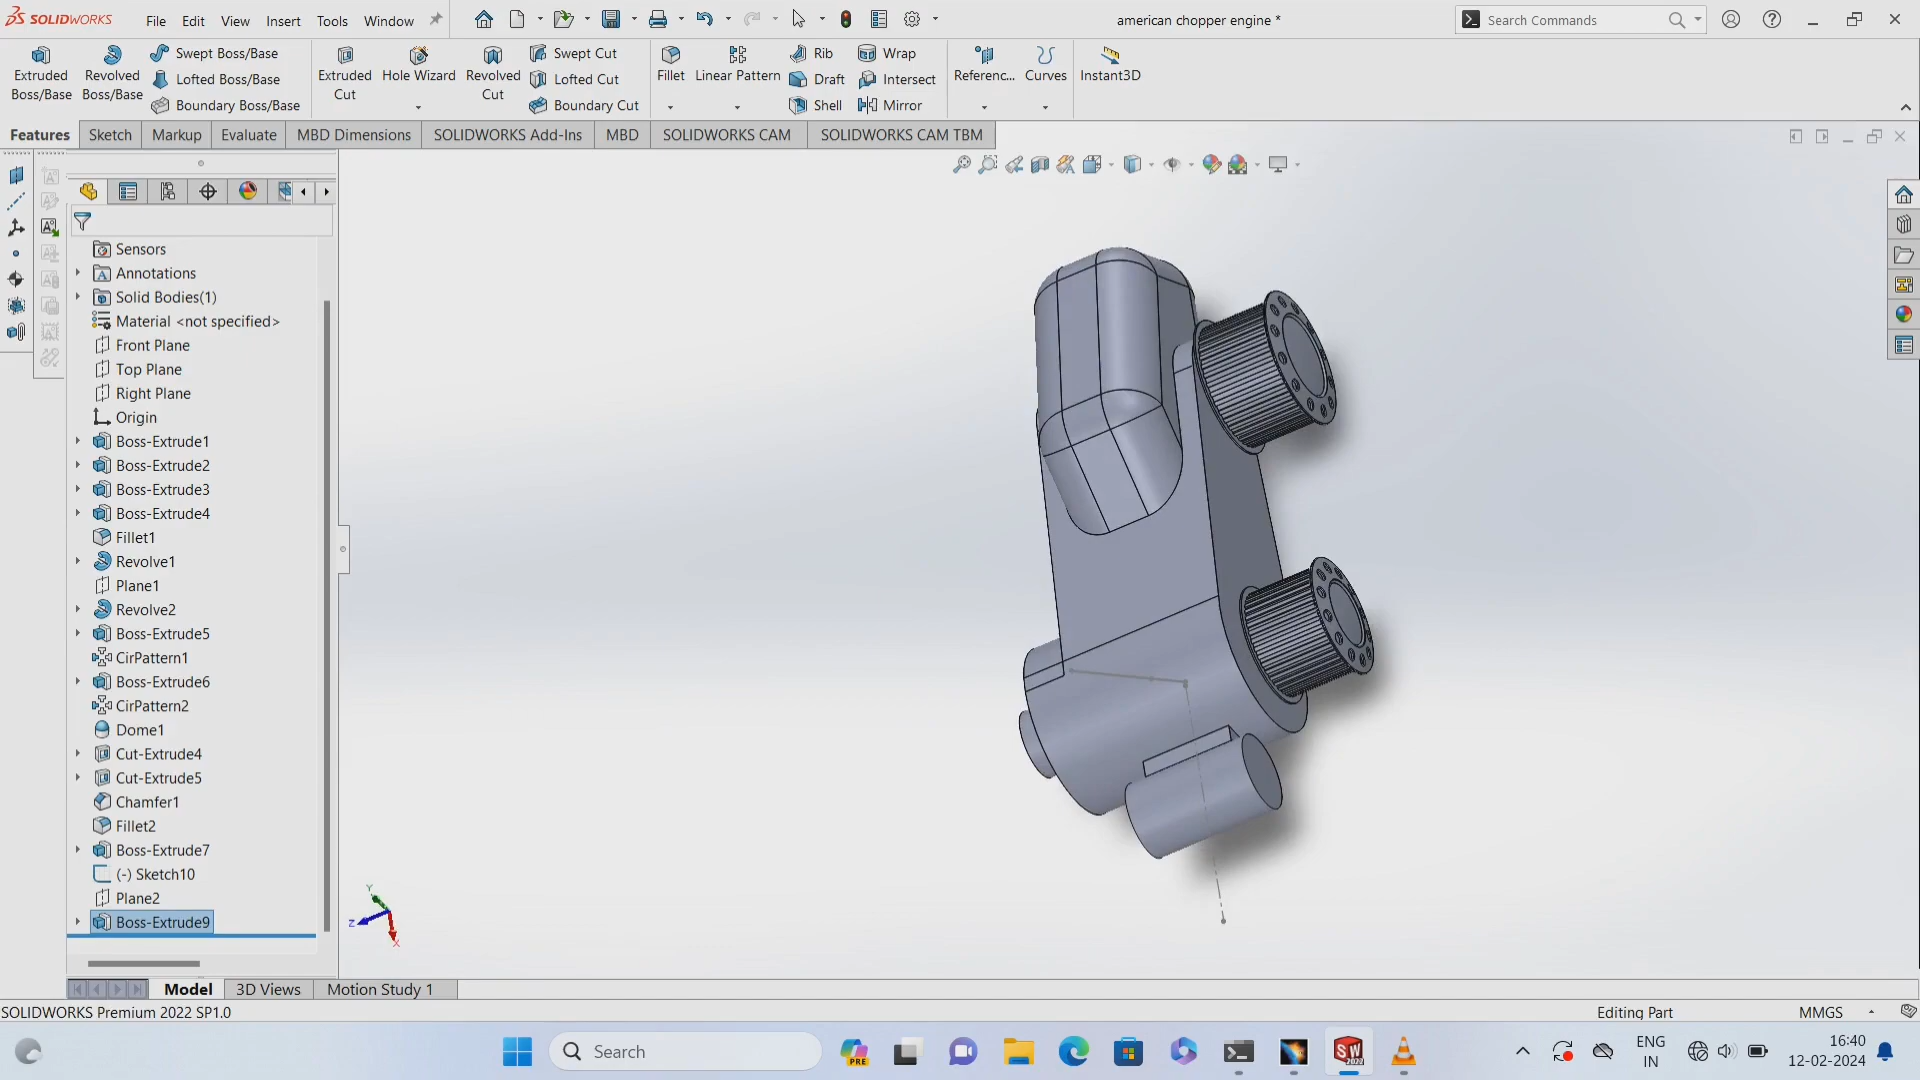 SOLIDWORKS File Edit View Insert Tools Window american chopper engine * Search Commands
Extruded Boss/Base
Revolved Boss/Base
Swept Boss/Base
Lofted Boss/Base
Boundary Boss/Base
Extruded Cut
Hole Wizard
Revolved Cut
Swept Cut
Lofted Cut
Boundary Cut
Fillet
Linear Pattern
Rib
Draft
Shell
Wrap
Intersect
Mirror
Referenc...
Curves
Instant3D
Features Sketch Markup Evaluate MBD Dimensions SOLIDWORKS Add-Ins MBD SOLIDWORKS CAM SOLIDWORKS CAM TBM
Sensors
Annotations
Solid Bodies(1)
Material <not specified>
Front Plane
Top Plane
Right Plane
Origin
Boss-Extrude1
Boss-Extrude2
Boss-Extrude3
Boss-Extrude4
Fillet1
Revolve1
Plane1
Revolve2
Boss-Extrude5
CirPattern1
Boss-Extrude6
CirPattern2
Dome1
Cut-Extrude4
Cut-Extrude5
Chamfer1
Fillet2
Boss-Extrude7
(-) Sketch10
Plane2
Boss-Extrude9
Y
Z
X
Model 3D Views Motion Study 1
SOLIDWORKS Premium 2022 SP1.0 Editing Part MMGS
Search
PRE
SW
2022
ENG
IN
16:40
12-02-2024